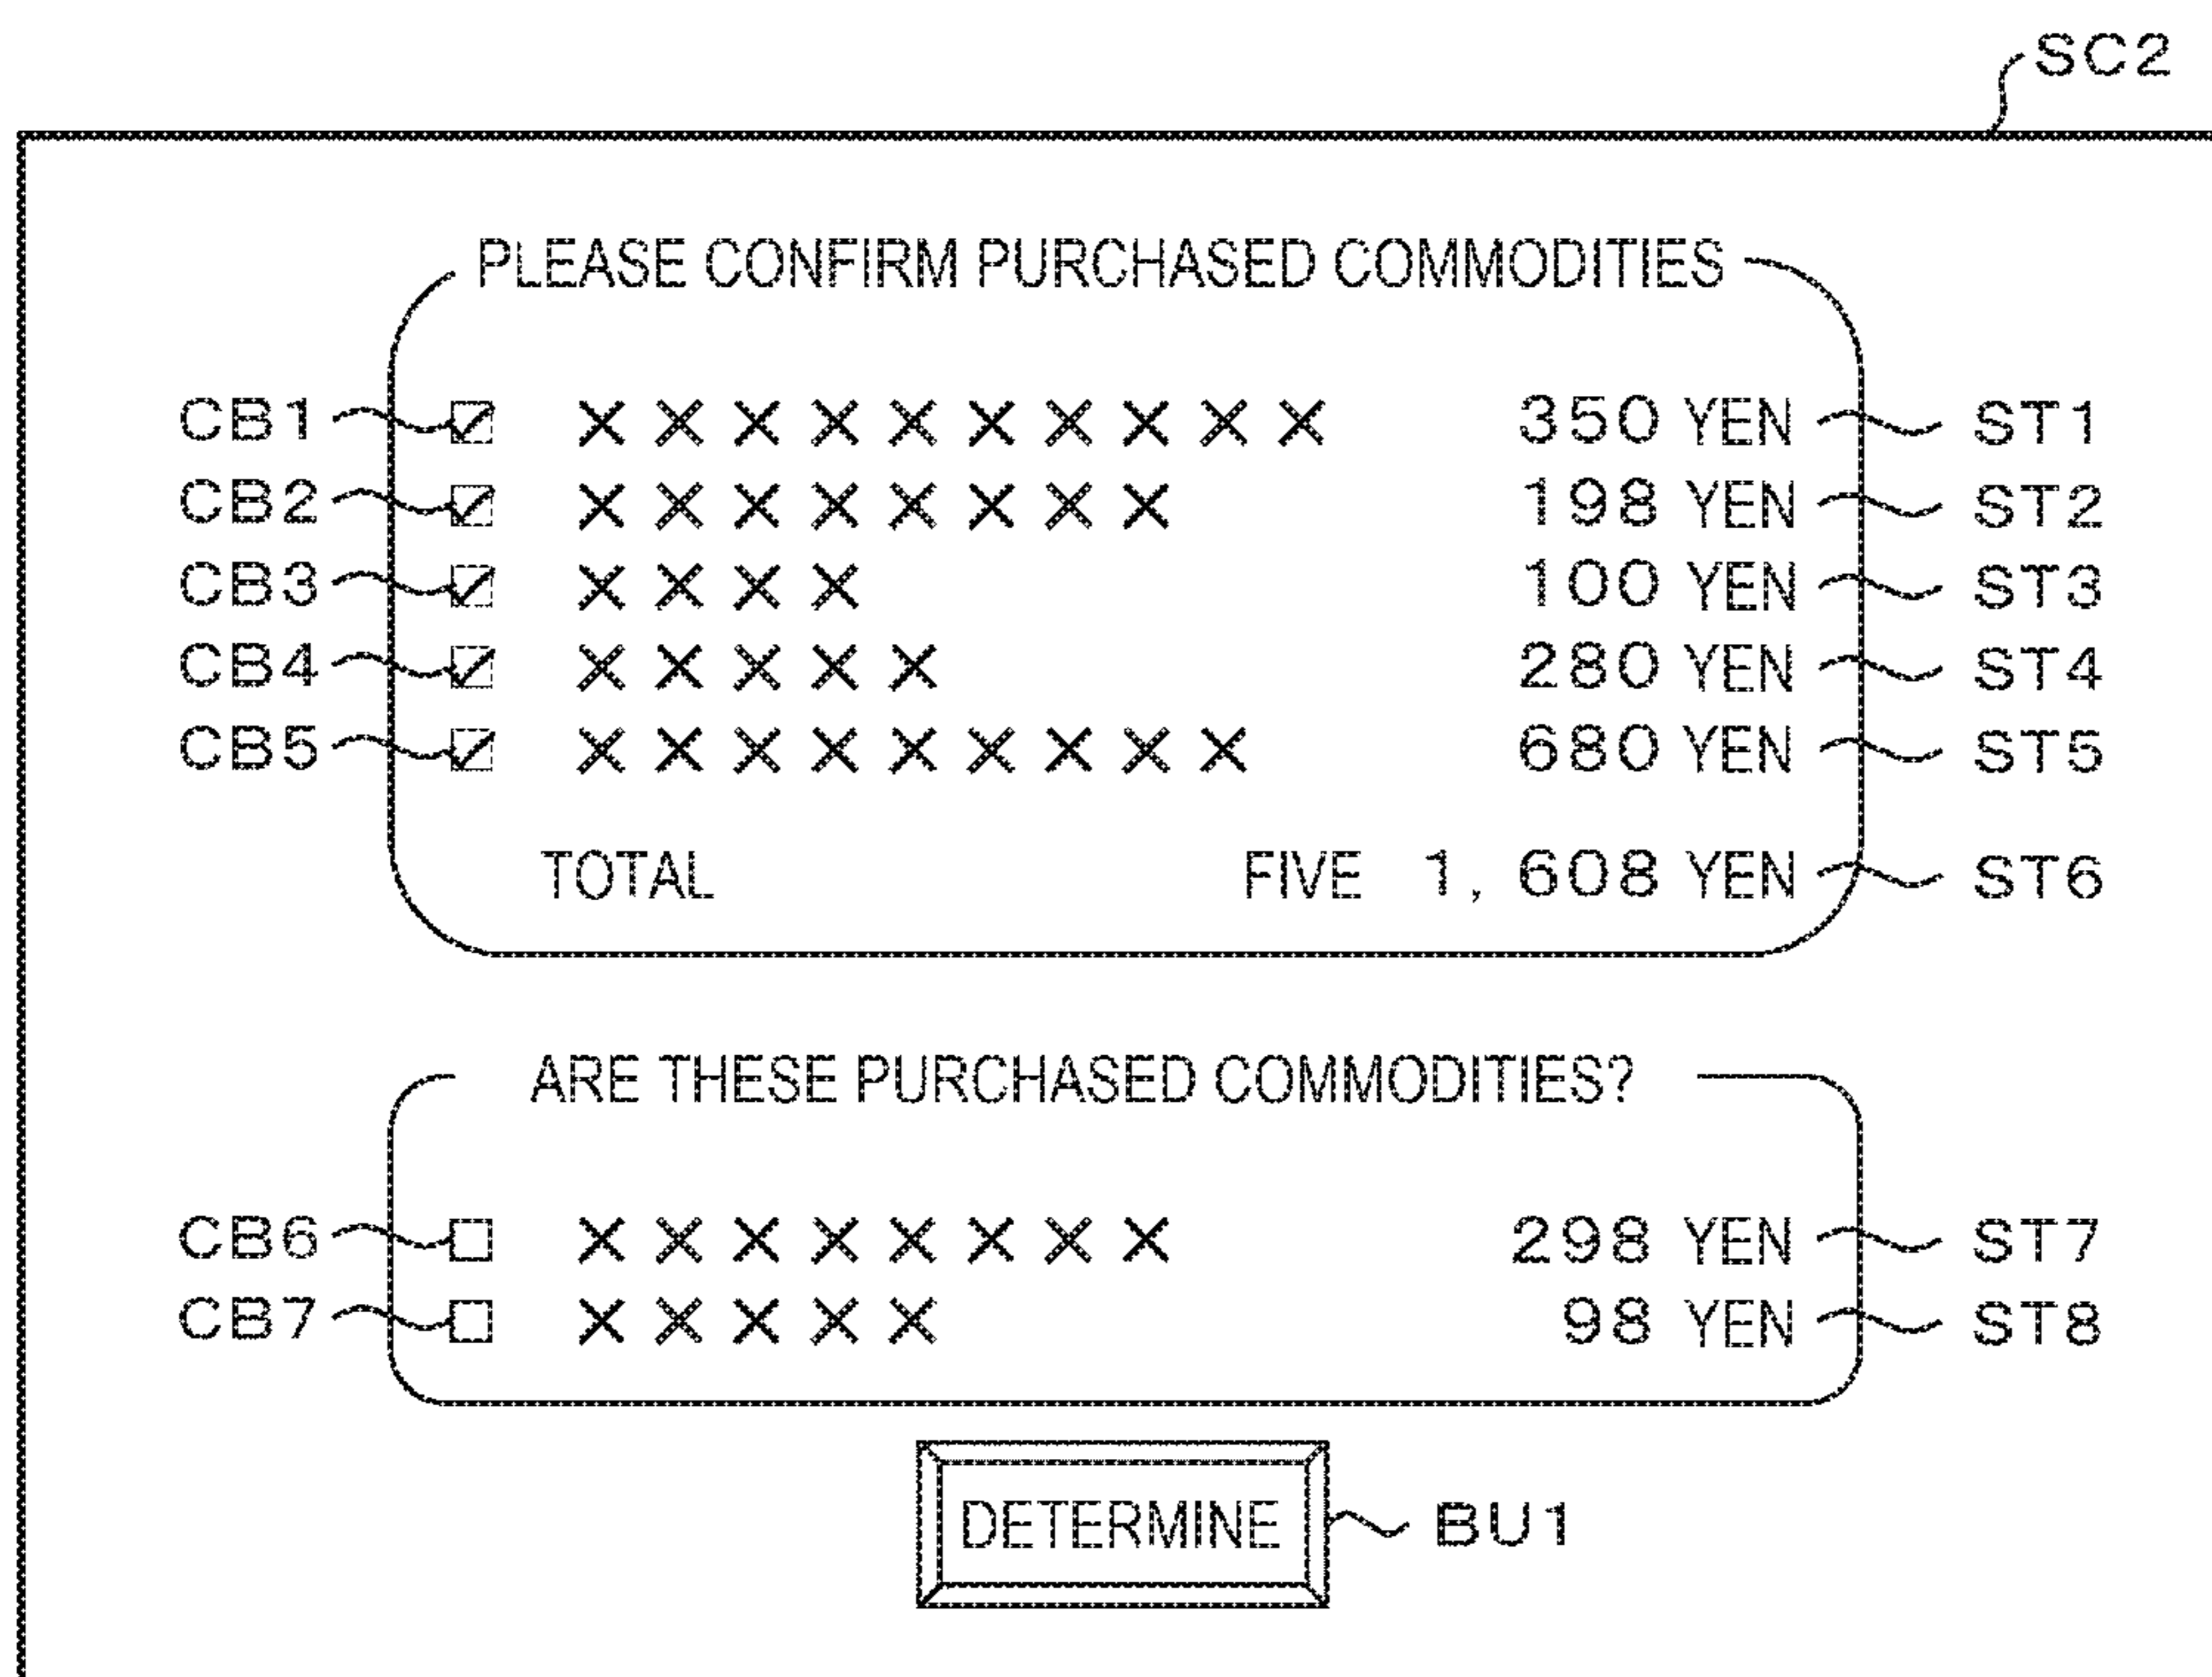 SC2
PLEASE CONFIRM PURCHASED COMMODITIES
CB1 ☑ ×××××××××× 350 YEN ST1
CB2 ☑ ×××××××× 198 YEN ST2
CB3 ☑ ×××× 100 YEN ST3
CB4 ☑ ××××× 280 YEN ST4
CB5 ☑ ××××××××× 680 YEN ST5
TOTAL FIVE 1,608 YEN ST6
ARE THESE PURCHASED COMMODITIES?
CB6 ☐ ×××××××× 298 YEN ST7
CB7 ☐ ××××× 98 YEN ST8
DETERMINE BU1